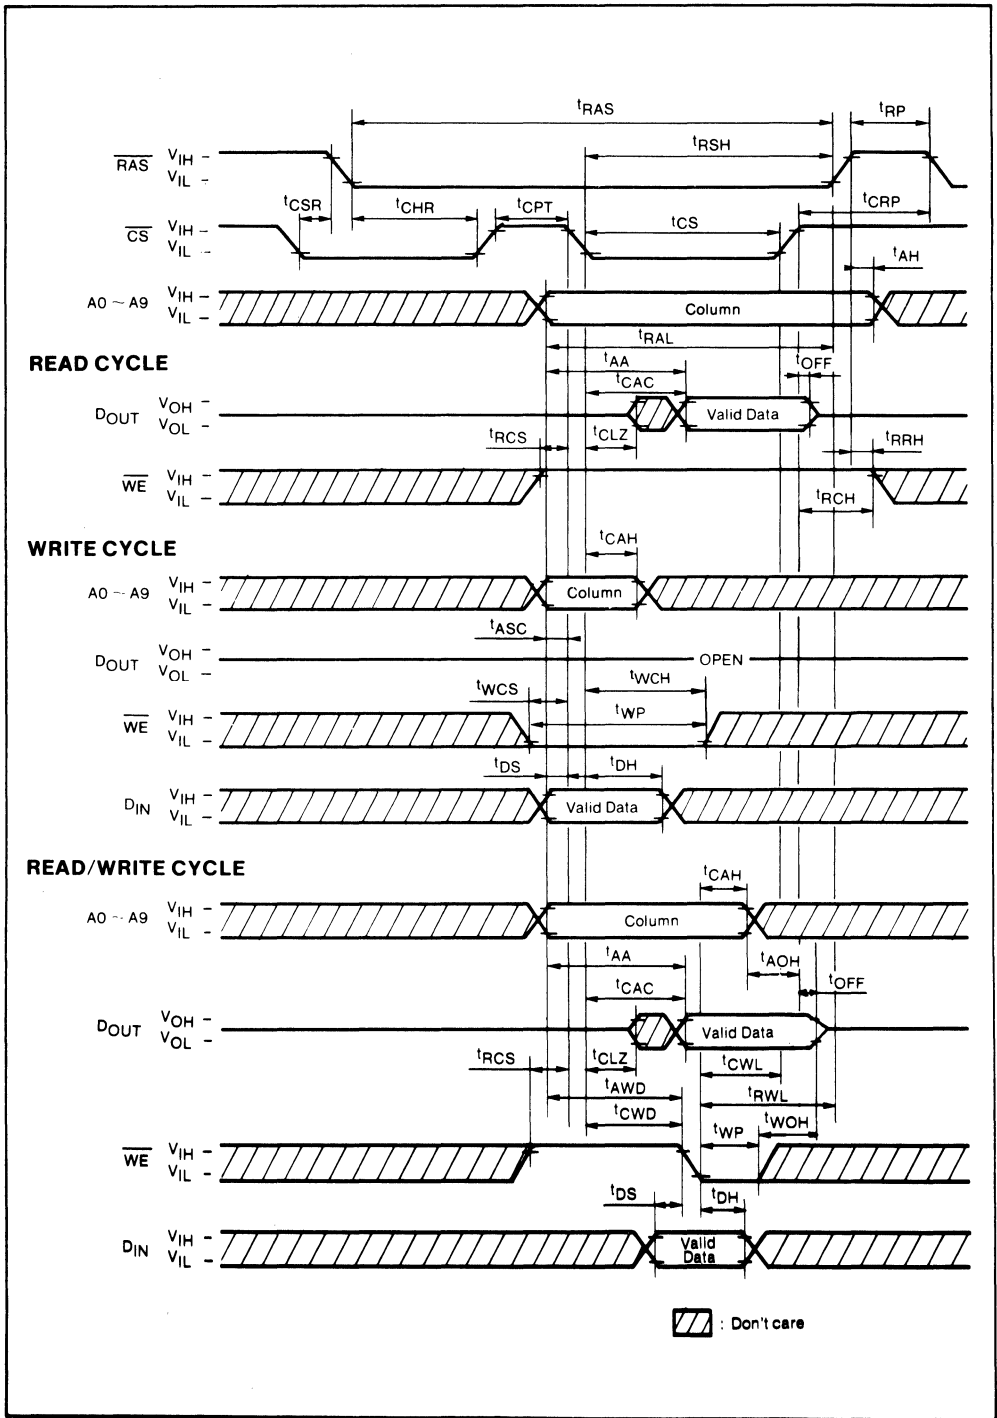 tRAS
tRP
RAS VIH
VIL
tRSH
tCSR
tCHR
tCPT
tCRP
CS VIH
VIL
tCS
tAH
A0 ~ A9 VIH
VIL
Column
tRAL
READ CYCLE
tAA
tOFF
tCAC
DOUT VOH
VOL
Valid Data
tRCS
tCLZ
tRRH
WE VIH
VIL
tRCH
WRITE CYCLE
tCAH
A0 ~ A9 VIH
VIL
Column
tASC
DOUT VOH
VOL
OPEN
tWCS
tWCH
WE VIH
VIL
tWP
tDS
tDH
DIN VIH
VIL
Valid Data
READ/WRITE CYCLE
tCAH
A0 ~ A9 VIH
VIL
Column
tAA
tAOH
tOFF
tCAC
DOUT VOH
VOL
Valid Data
tRCS
tCLZ
tCWL
tAWD
tRWL
tCWD
tWP
tWOH
WE VIH
VIL
tDS
tDH
DIN VIH
VIL
Valid
Data
: Don't care